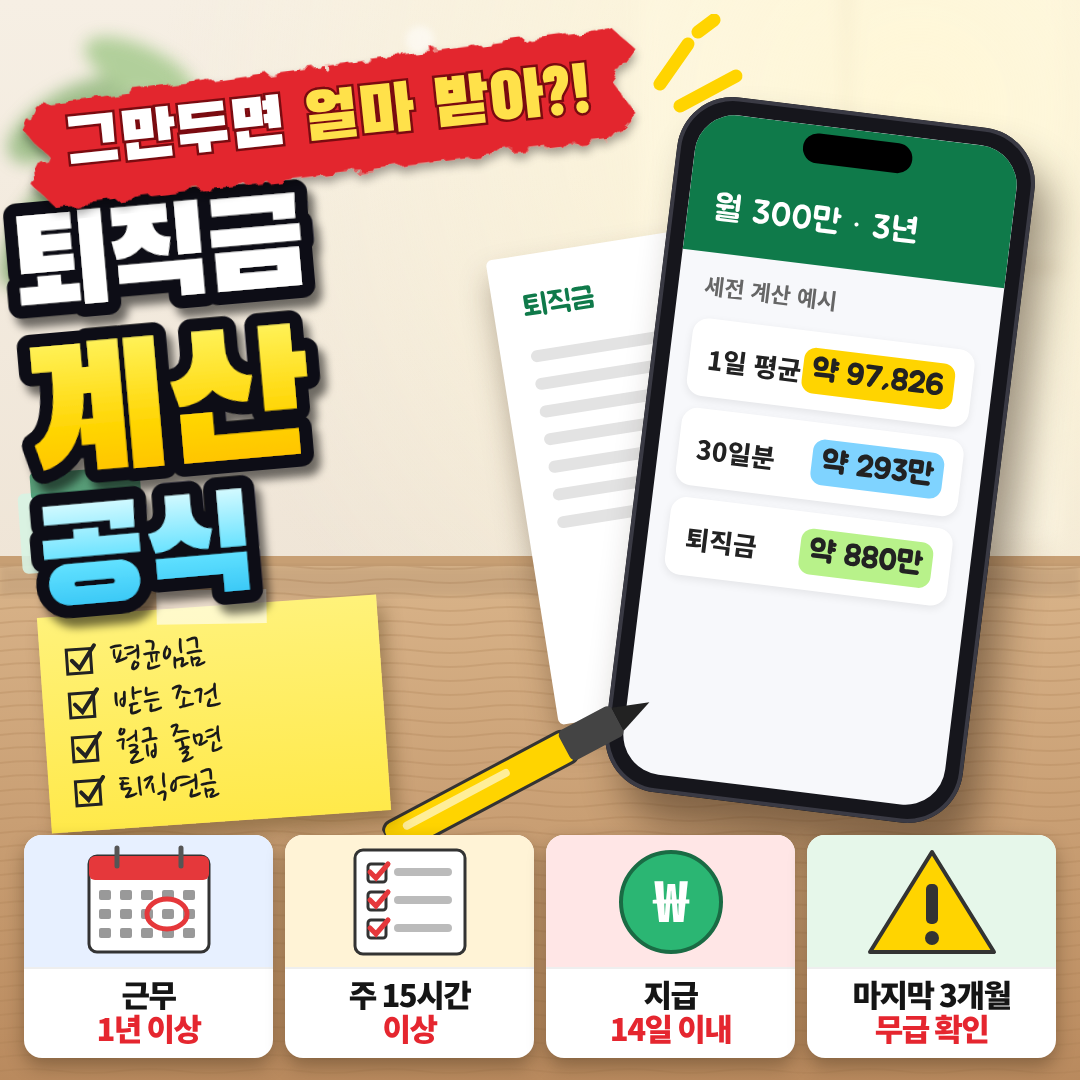 그만두면 얼마 받아?!
퇴직금
계산
공식
퇴직금
월 300만 · 3년
세전 계산 예시
1일 평균 약 97,826
30일분 약 293만
퇴직금 약 880만
평균임금
받는 조건
월급 줄면
퇴직연금
근무
1년 이상
주 15시간
이상
₩
지급
14일 이내
마지막 3개월
무급 확인